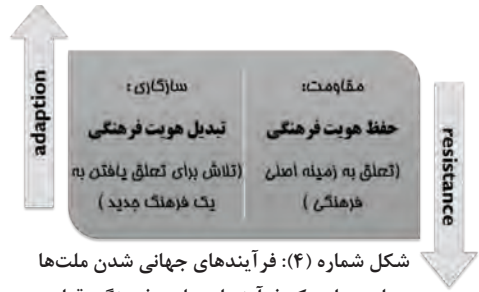 adaption
مقاومت:
حفظ هویت فرهنگی
(تعلق به زمینه اصلی
فرهنگی )
سازگاری:
تبدیل هویت فرهنگی
(تلاش برای تعلق یافتن به
یک فرهنگ جدید )
resistance
شکل شماره (۴): فرآیندهای جهانی شدن ملت‌ها